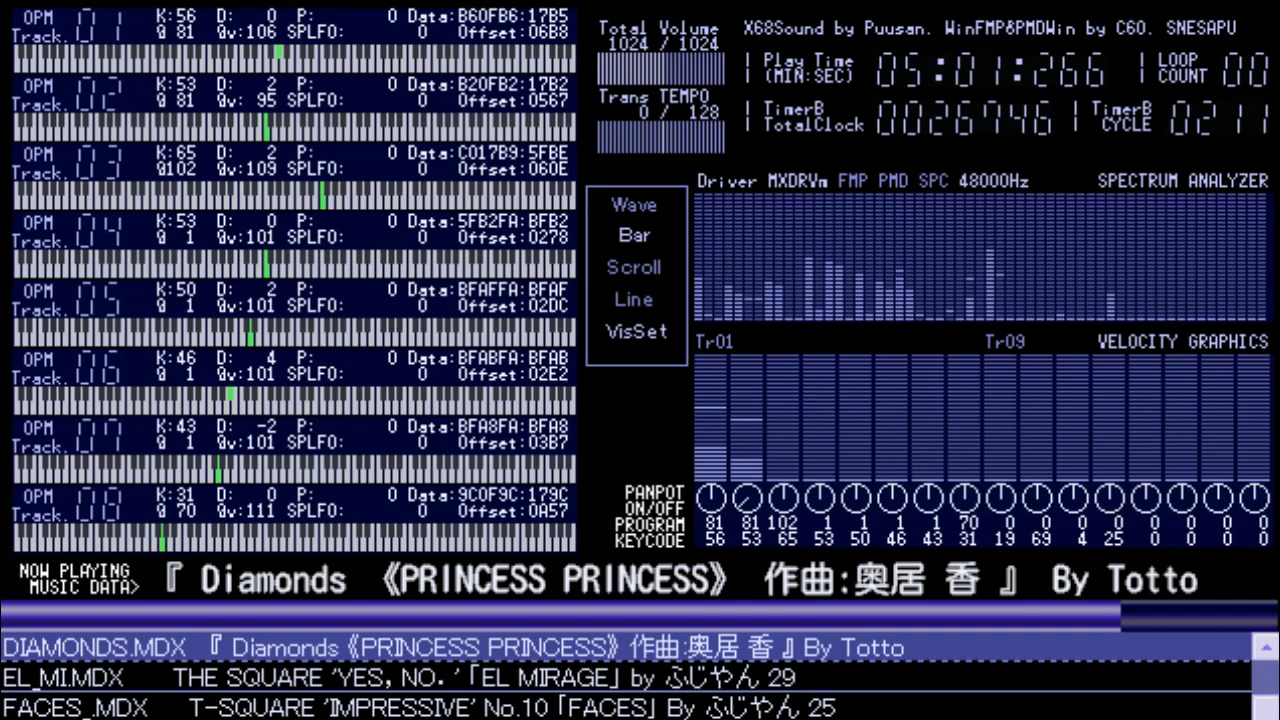 OPM K:56 D: 0 P: 0 Data:B60FB6:17B5
Track. 01 @ 81 @v:106 SPLFO: 0 Offset:06B8
OPM K:53 D: 2 P: 0 Data:B20FB2:17B2
Track. 02 @ 81 @v: 95 SPLFO: 0 Offset:0567
OPM K:65 D: 2 P: 0 Data:C017B9:5FBE
Track. 03 @102 @v:109 SPLFO: 0 Offset:060E
OPM K:53 D: 0 P: 0 Data:5FB2FA:BFB2
Track. 04 @ 1 @v:101 SPLFO: 0 Offset:0278
OPM K:50 D: 2 P: 0 Data:BFAFFA:BFAF
Track. 05 @ 1 @v:101 SPLFO: 0 Offset:02DC
OPM K:46 D: 4 P: 0 Data:BFABFA:BFAB
Track. 06 @ 1 @v:101 SPLFO: 0 Offset:02E2
OPM K:43 D: -2 P: 0 Data:BFA8FA:BFA8
Track. 07 @ 1 @v:101 SPLFO: 0 Offset:03B7
OPM K:31 D: 0 P: 0 Data:9C0F9C:179C
Track. 08 @ 70 @v:111 SPLFO: 0 Offset:0A57
Total Volume
1024 / 1024
Trans TEMPO
0 / 128
X68Sound by Puusan. WinFMP&PMDWin by C60. SNESAPU
Play Time (MIN:SEC) 05:01:266 LOOP COUNT 00
TimerB TotalClock 0026746 TimerB CYCLE 0211
Wave
Bar
Scroll
Line
VisSet
Driver MXDRVm FMP PMD SPC 48000Hz SPECTRUM ANALYZER
Tr01 Tr09 VELOCITY GRAPHICS
PANPOT
ON/OFF
PROGRAM 81 81 102 1 1 1 1 70 0 0 0 0 0 0 0 0
KEYCODE 56 53 65 53 50 46 43 31 19 69 4 25 0 0 0 0
NOW PLAYING
MUSIC DATA> 『 Diamonds 《PRINCESS PRINCESS》 作曲:奥居 香 』 By Totto
DIAMONDS.MDX 『 Diamonds 《PRINCESS PRINCESS》 作曲:奥居 香 』 By Totto
EL_MI.MDX THE SQUARE 'YES, NO. '「EL MIRAGE」 by ふじやん 29
FACES_.MDX T-SQUARE 'IMPRESSIVE' No.10 「FACES」 By ふじやん 25